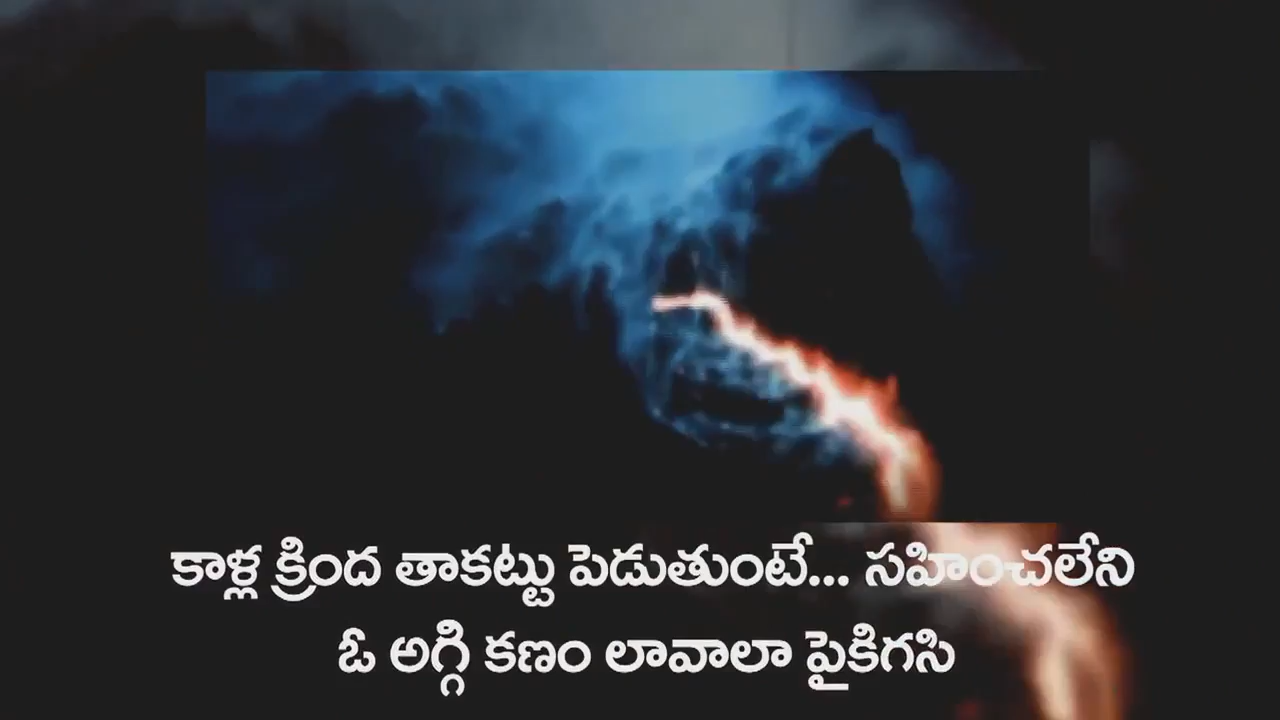 కాళ్ల క్రింద తాకట్టు పెడుతుంటే... సహించలేని
ఓ అగ్ని కణం లావాలా పైకిగసి